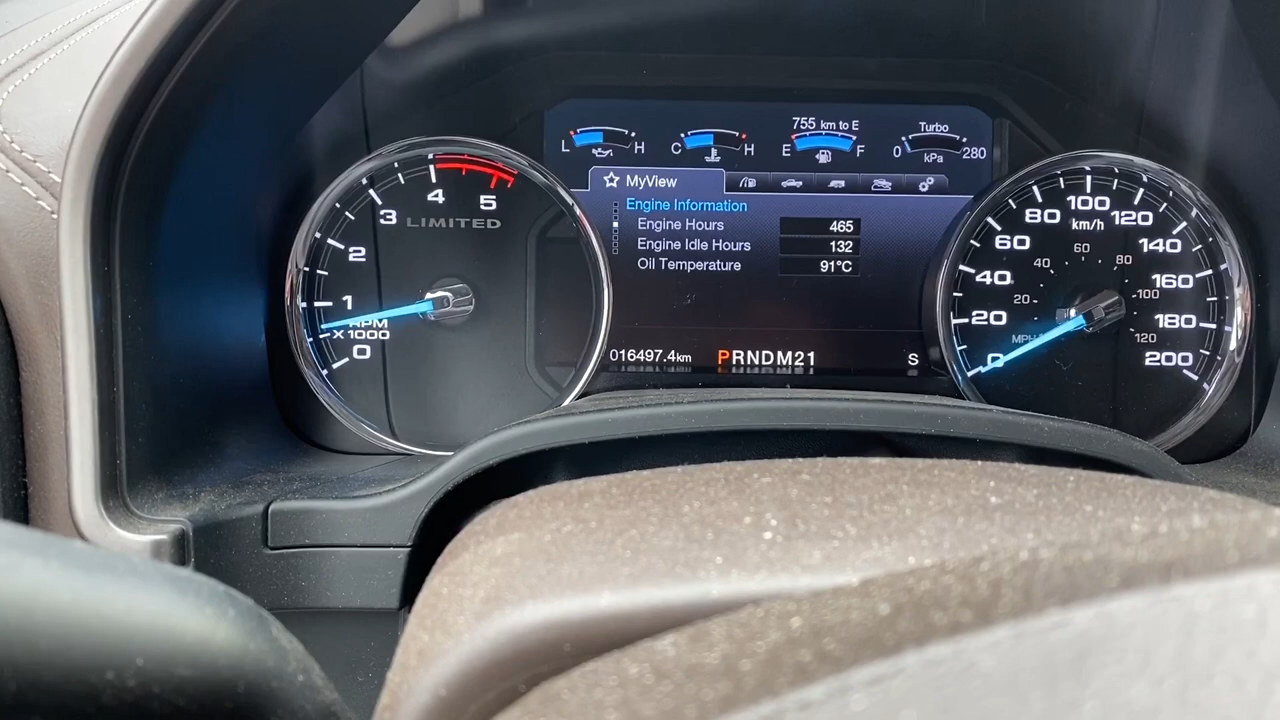 755 km to E
L H
C H
E F
Turbo
0 280
kPa
MyView
Engine Information
Engine Hours 465
Engine Idle Hours 132
Oil Temperature 91°C
016497.4km
PRNDM21
S
LIMITED
5
4
3
2
1
RPM
X1000
0
km/h
0
20
40
60
80
100
120
140
160
180
200
MPH
20
40
60
80
100
120